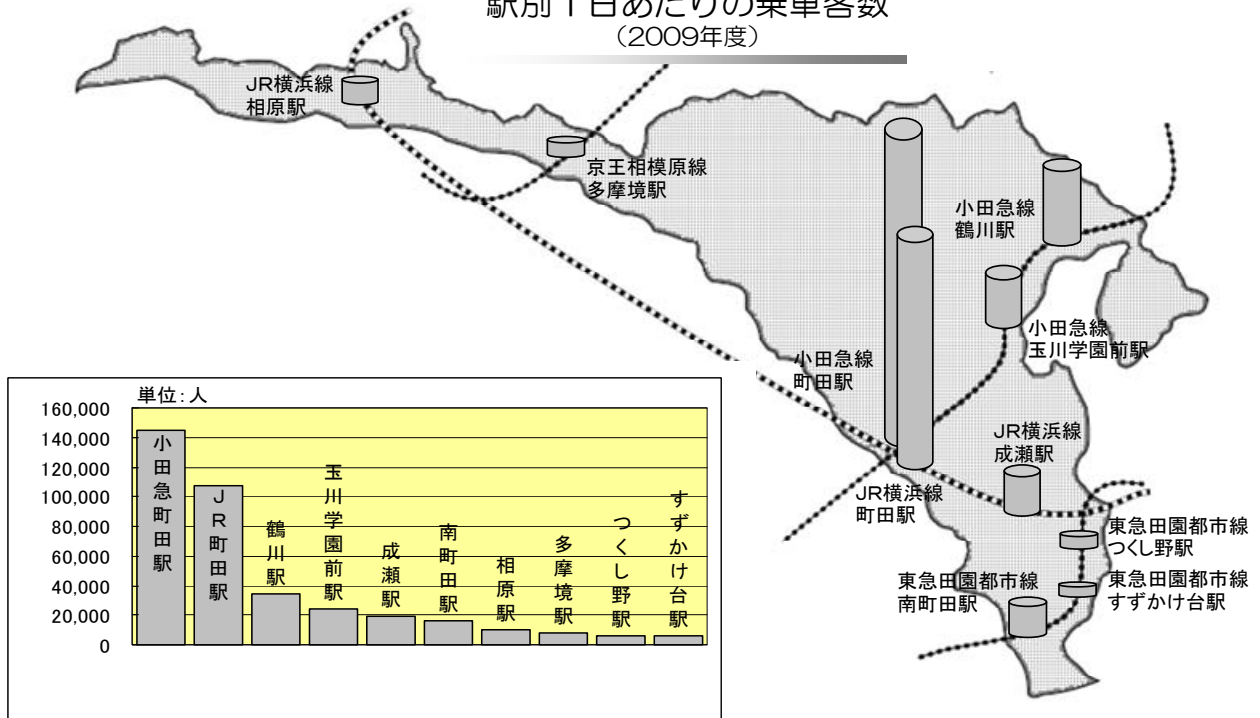 駅別1日あたりの乗車客数
（2009年度）
JR横浜線
相原駅
京王相模原線
多摩境駅
小田急線
鶴川駅
小田急線
玉川学園前駅
小田急線
町田駅
JR横浜線
成瀬駅
JR横浜線
町田駅
東急田園都市線
つくし野駅
東急田園都市線
すずかけ台駅
東急田園都市線
南町田駅
単位：人
160,000
140,000
120,000
100,000
80,000
60,000
40,000
20,000
0
小田急町田駅
JR町田駅
鶴川駅
玉川学園前駅
成瀬駅
南町田駅
相原駅
多摩境駅
つくし野駅
すずかけ台駅